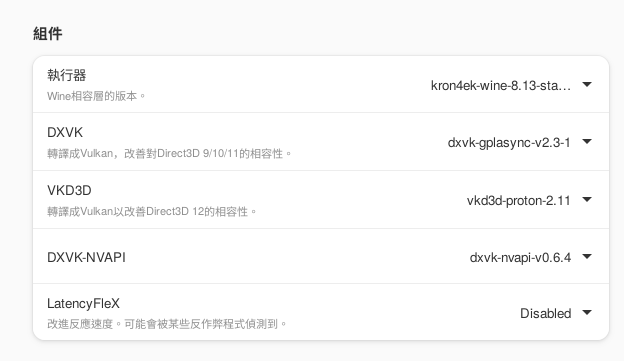 組件
執行器
kron4ek-wine-8.13-sta…
Wine相容層的版本。
DXVK
dxvk-gplasync-v2.3-1
轉譯成Vulkan，改善對Direct3D 9/10/11的相容性。
VKD3D
vkd3d-proton-2.11
轉譯成Vulkan以改善Direct3D 12的相容性。
DXVK-NVAPI
dxvk-nvapi-v0.6.4
LatencyFleX
Disabled
改進反應速度。可能會被某些反作弊程式偵測到。